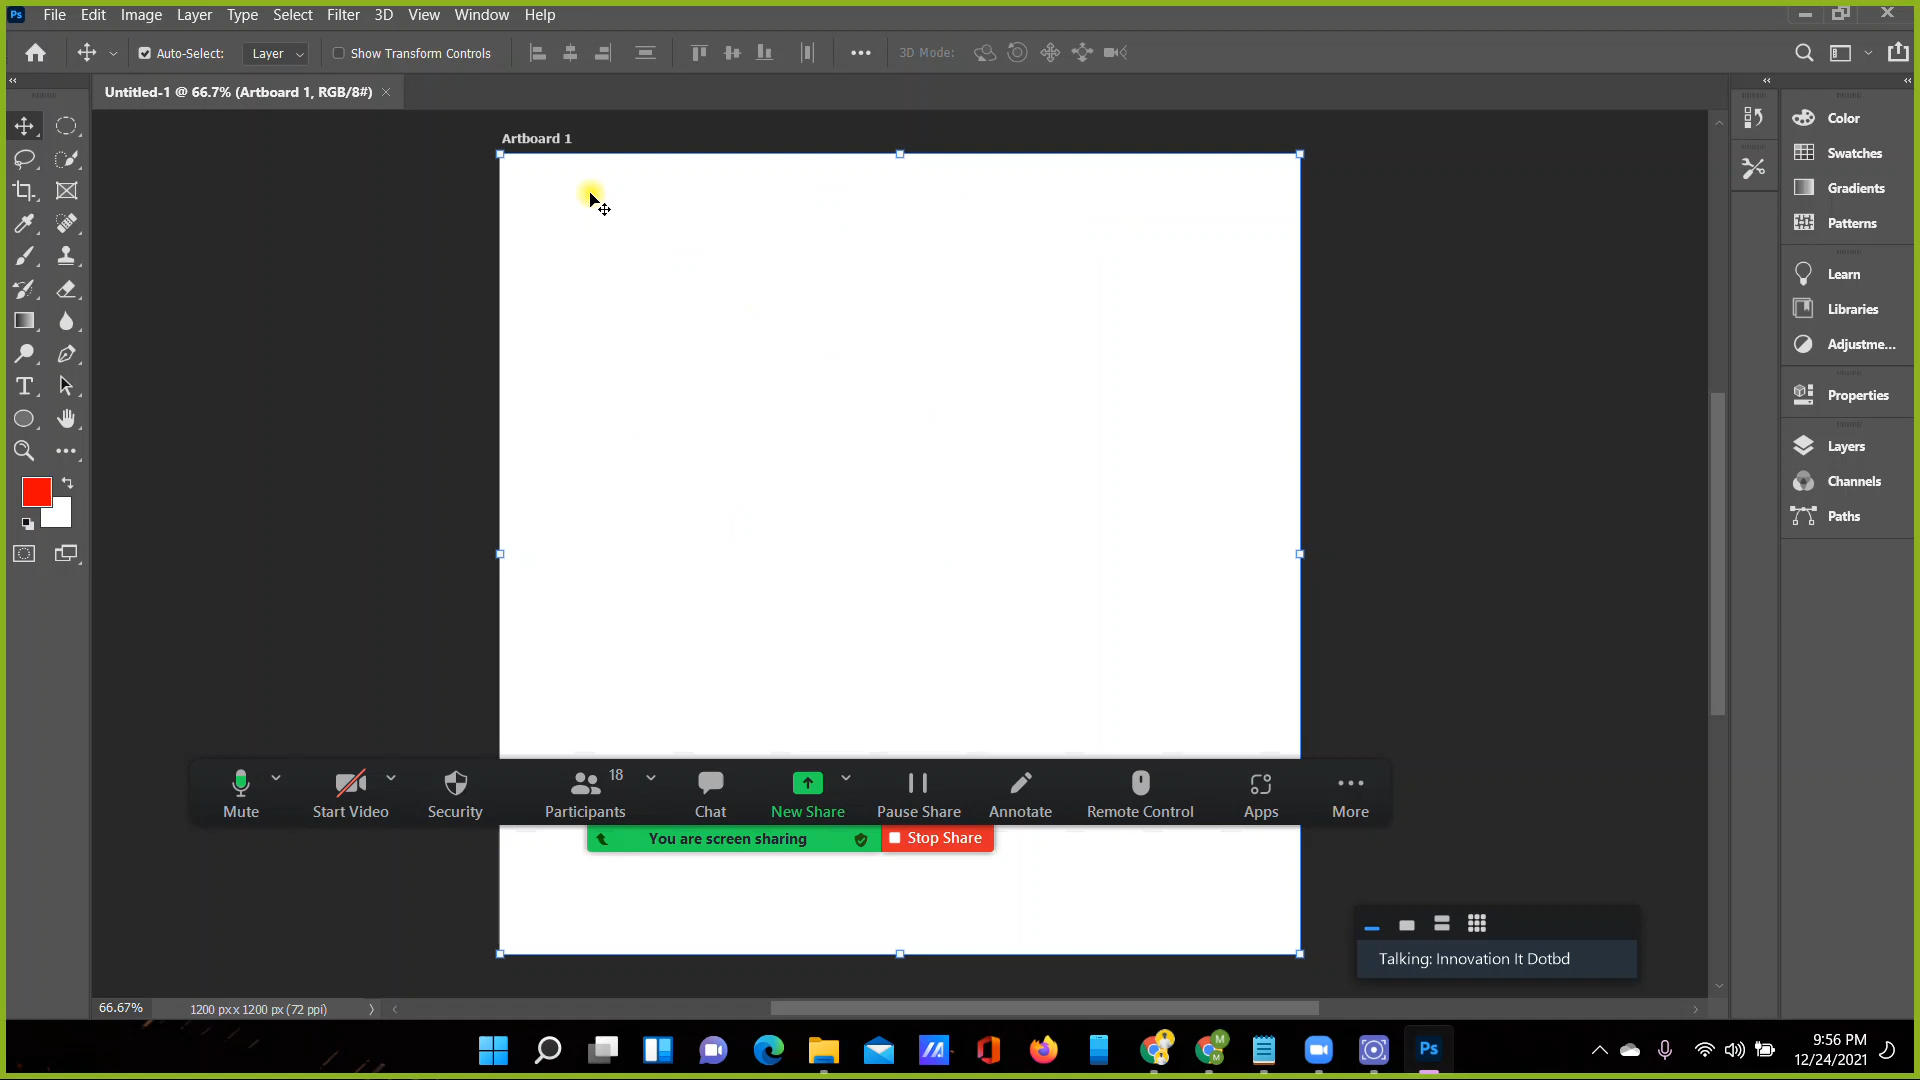 Ps File Edit Image Layer Type Select Filter 3D View Window Help
Auto-Select: Layer Show Transform Controls 3D Mode:
Untitled-1 @ 66.7% (Artboard 1, RGB/8#)
Artboard 1
Color
Swatches
Gradients
Patterns
Learn
Libraries
Adjustme...
Properties
Layers
Channels
Paths
18
Mute Start Video Security Participants Chat New Share Pause Share Annotate Remote Control Apps More
You are screen sharing Stop Share
Talking: Innovation It Dotbd
66.67% 1200 px x 1200 px (72 ppi)
Ps
9:56 PM
12/24/2021